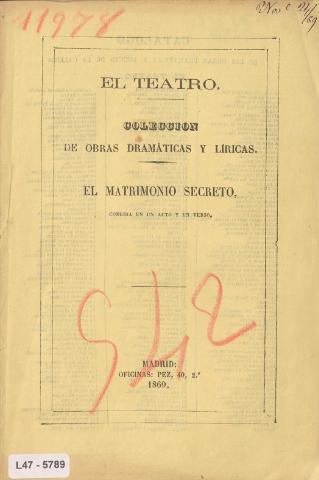 11978
EL TEATRO.
COLECCION
DE OBRAS DRAMÁTICAS Y LÍRICAS.
EL MATRIMONIO SECRETO,
COMEDIA EN UN ACTO Y EN VERSO,
942
MADRID:
OFICINAS: PEZ, 40, 2.º
1869.
L47 - 5789